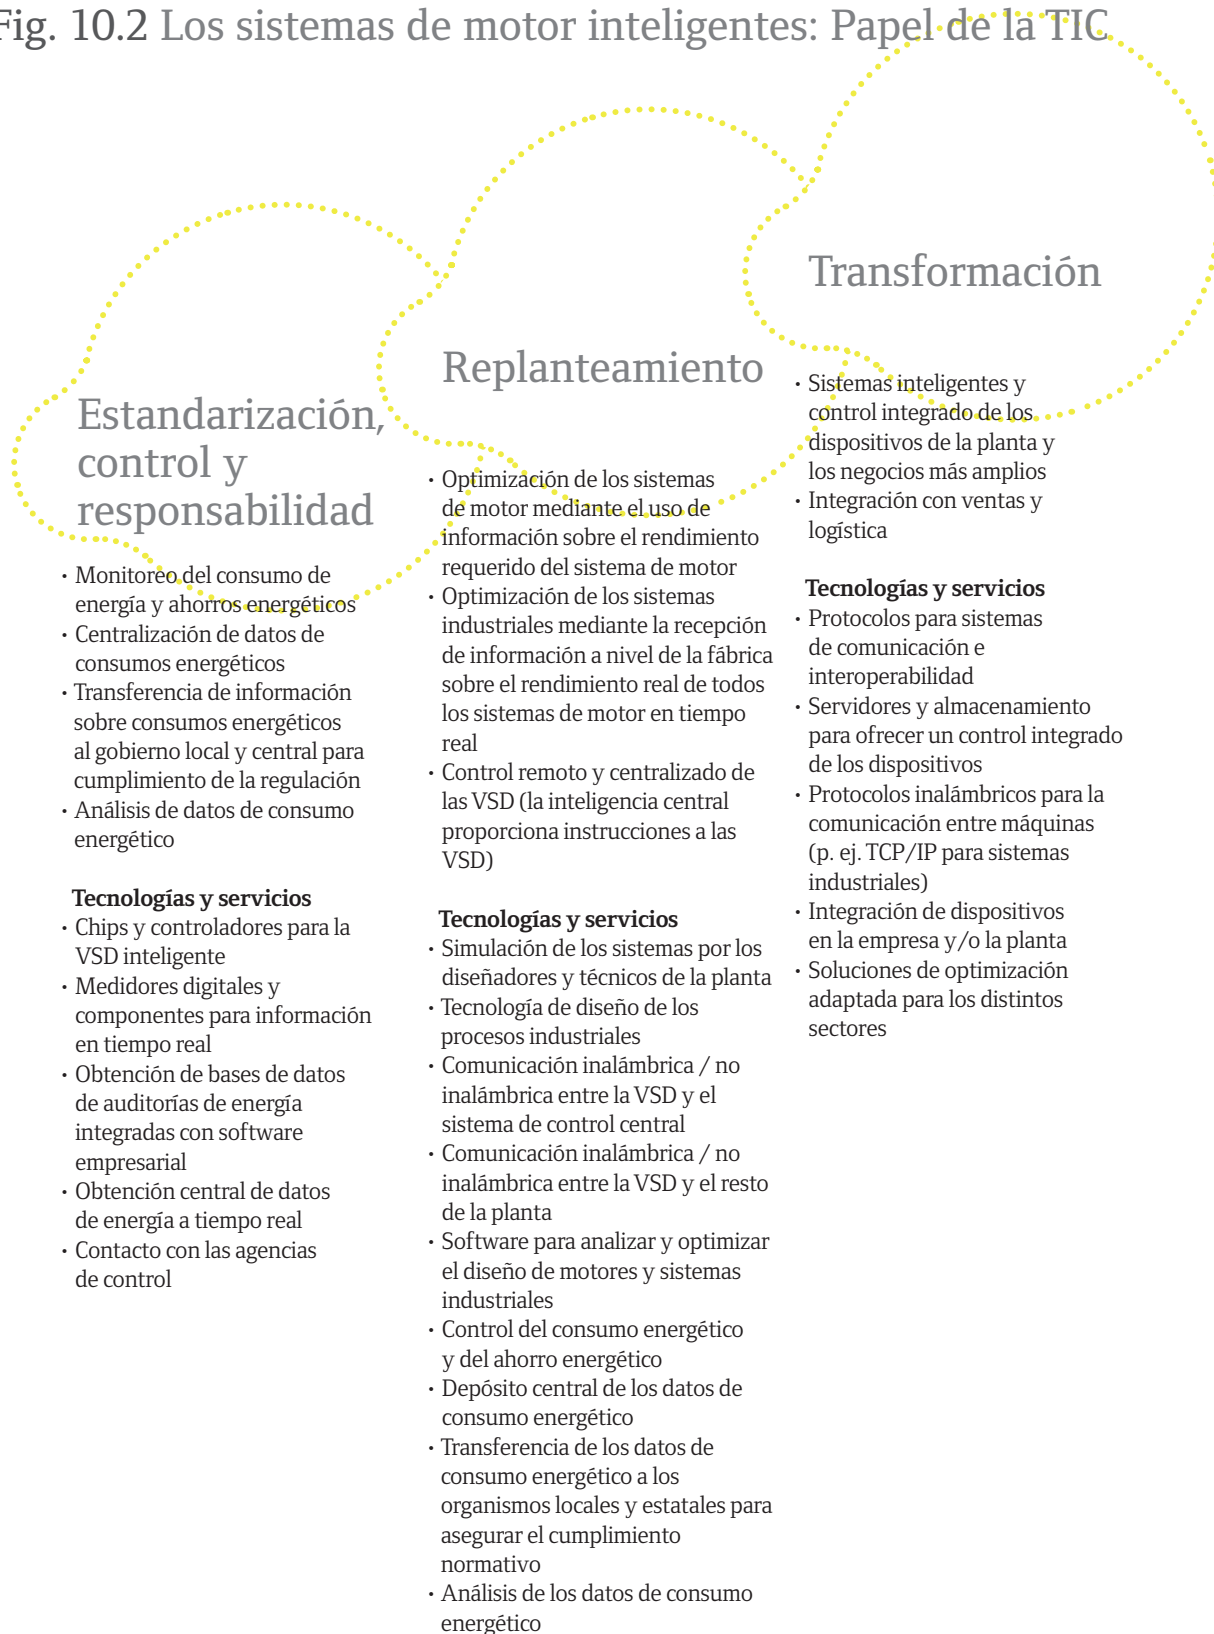 Fig. 10.2 Los sistemas de motor inteligentes: Papel de la TIC
Estandarización,
control y
responsabilidad
· Monitoreo del consumo de
energía y ahorros energéticos
· Centralización de datos de
consumos energéticos
· Transferencia de información
sobre consumos energéticos
al gobierno local y central para
cumplimiento de la regulación
· Análisis de datos de consumo
energético
Tecnologías y servicios
· Chips y controladores para la
VSD inteligente
· Medidores digitales y
componentes para información
en tiempo real
· Obtención de bases de datos
de auditorías de energía
integradas con software
empresarial
· Obtención central de datos
de energía a tiempo real
· Contacto con las agencias
de control
Replanteamiento
· Optimización de los sistemas
de motor mediante el uso de
información sobre el rendimiento
requerido del sistema de motor
· Optimización de los sistemas
industriales mediante la recepción
de información a nivel de la fábrica
sobre el rendimiento real de todos
los sistemas de motor en tiempo
real
· Control remoto y centralizado de
las VSD (la inteligencia central
proporciona instrucciones a las
VSD)
Tecnologías y servicios
· Simulación de los sistemas por los
diseñadores y técnicos de la planta
· Tecnología de diseño de los
procesos industriales
· Comunicación inalámbrica / no
inalámbrica entre la VSD y el
sistema de control central
· Comunicación inalámbrica / no
inalámbrica entre la VSD y el resto
de la planta
· Software para analizar y optimizar
el diseño de motores y sistemas
industriales
· Control del consumo energético
y del ahorro energético
· Depósito central de los datos de
consumo energético
· Transferencia de los datos de
consumo energético a los
organismos locales y estatales para
asegurar el cumplimiento
normativo
· Análisis de los datos de consumo
energético
Transformación
· Sistemas inteligentes y
control integrado de los
dispositivos de la planta y
los negocios más amplios
· Integración con ventas y
logística
Tecnologías y servicios
· Protocolos para sistemas
de comunicación e
interoperabilidad
· Servidores y almacenamiento
para ofrecer un control integrado
de los dispositivos
· Protocolos inalámbricos para la
comunicación entre máquinas
(p. ej. TCP/IP para sistemas
industriales)
· Integración de dispositivos
en la empresa y/o la planta
· Soluciones de optimización
adaptada para los distintos
sectores